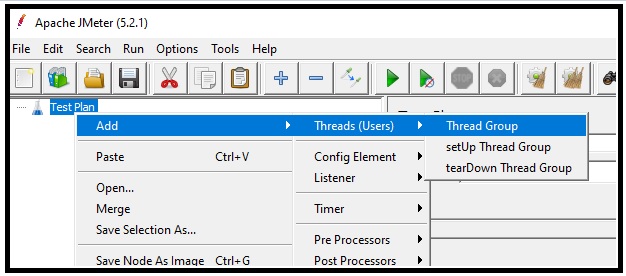 Apache JMeter (5.2.1)
File Edit Search Run Options Tools Help
STOP
Test Plan
Add Threads (Users) Thread Group
setUp Thread Group
Paste Ctrl+V Config Element
Listener tearDown Thread Group
Open...
Merge Timer
Save Selection As...
Pre Processors
Save Node As Image Ctrl+G Post Processors